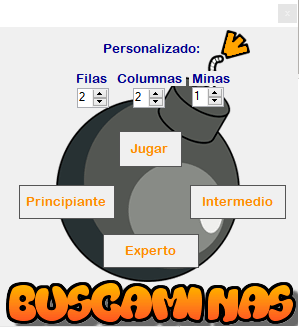 Personalizado:
Filas Columnas Minas
2 2 1
Jugar
Principiante Intermedio
Experto
BUSCAMINAS